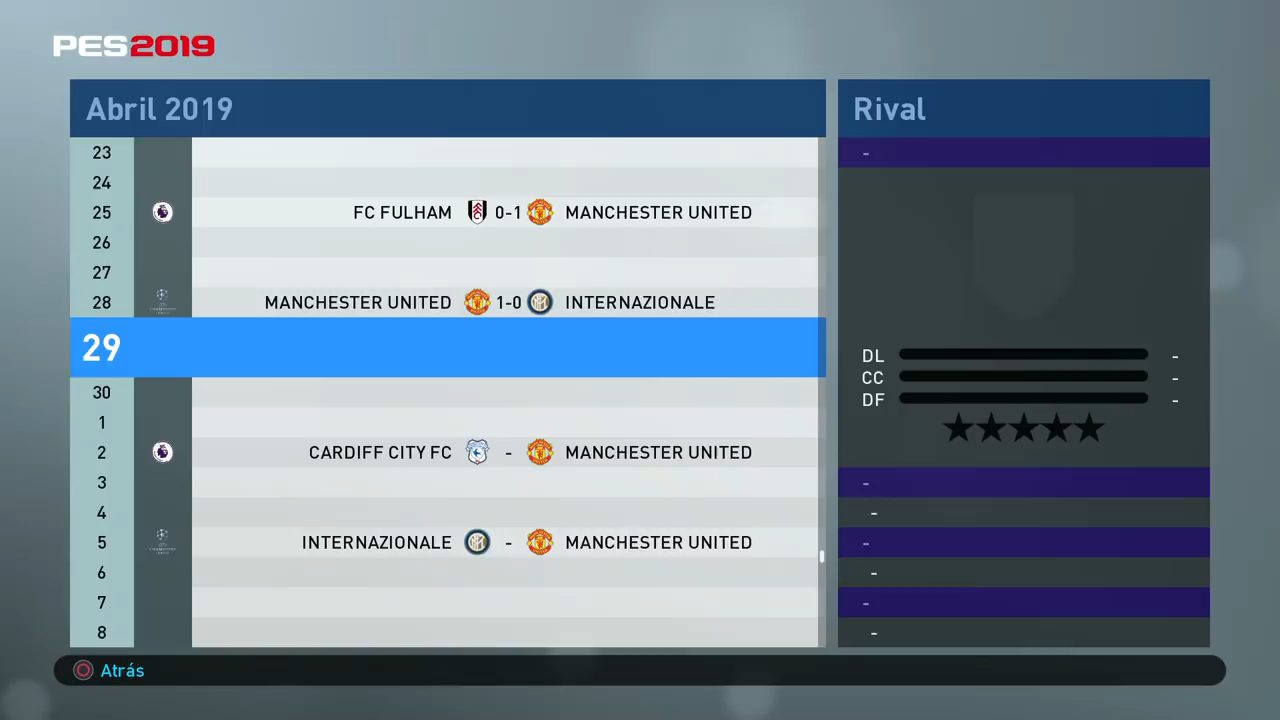 PES2019
Abril 2019
23
24
25 FC FULHAM 0-1 MANCHESTER UNITED
26
27
28 MANCHESTER UNITED 1-0 INTERNAZIONALE
29
30
1
2 CARDIFF CITY FC - MANCHESTER UNITED
3
4
5 INTERNAZIONALE - MANCHESTER UNITED
6
7
8
Rival
-
DL -
CC -
DF -
-
-
-
-
-
-
Atrás